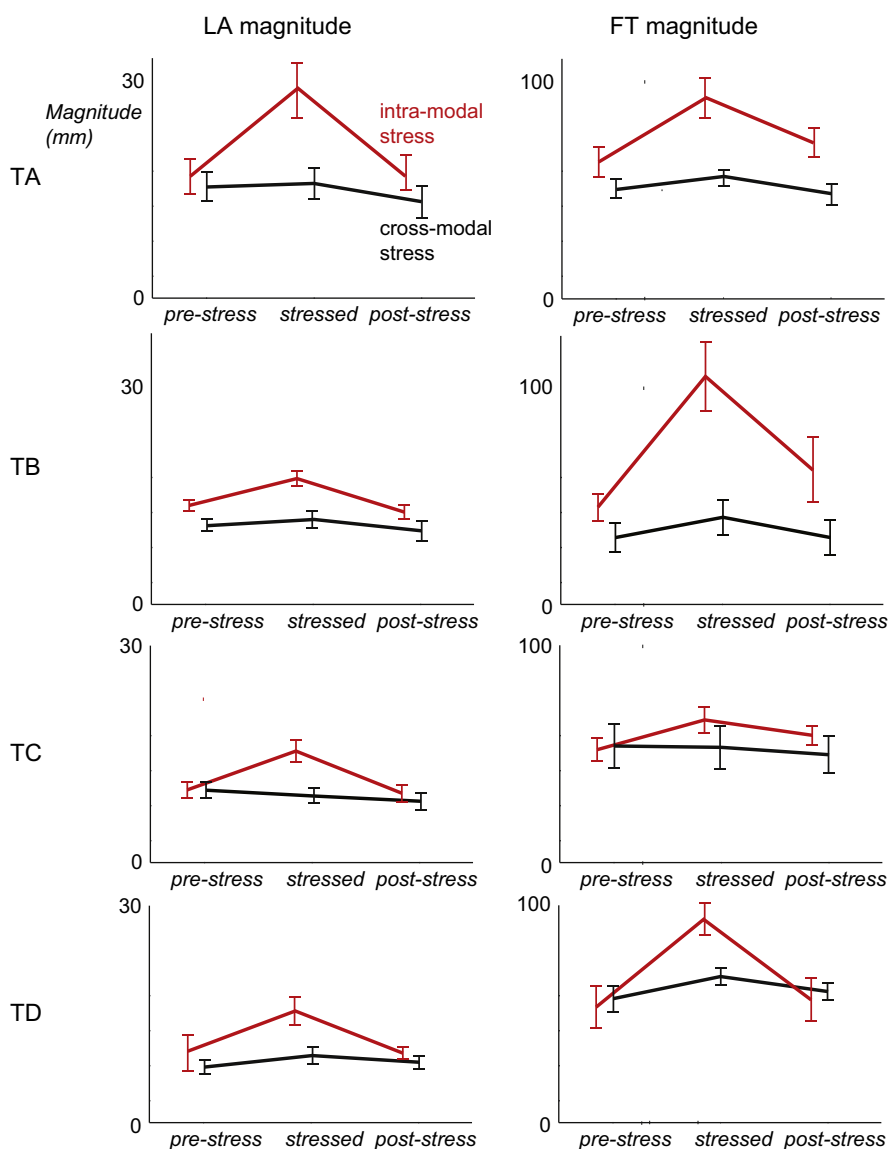 LA magnitude
FT magnitude
30
Magnitude
(mm)
intra-modal
stress
100
TA
cross-modal
stress
0
0
pre-stress stressed post-stress
pre-stress stressed post-stress
30
100
TB
0
0
pre-stress stressed post-stress
pre-stress stressed post-stress
30
100
TC
0
0
pre-stress stressed post-stress
pre-stress stressed post-stress
30
100
TD
0
0
pre-stress stressed post-stress
pre-stress stressed post-stress